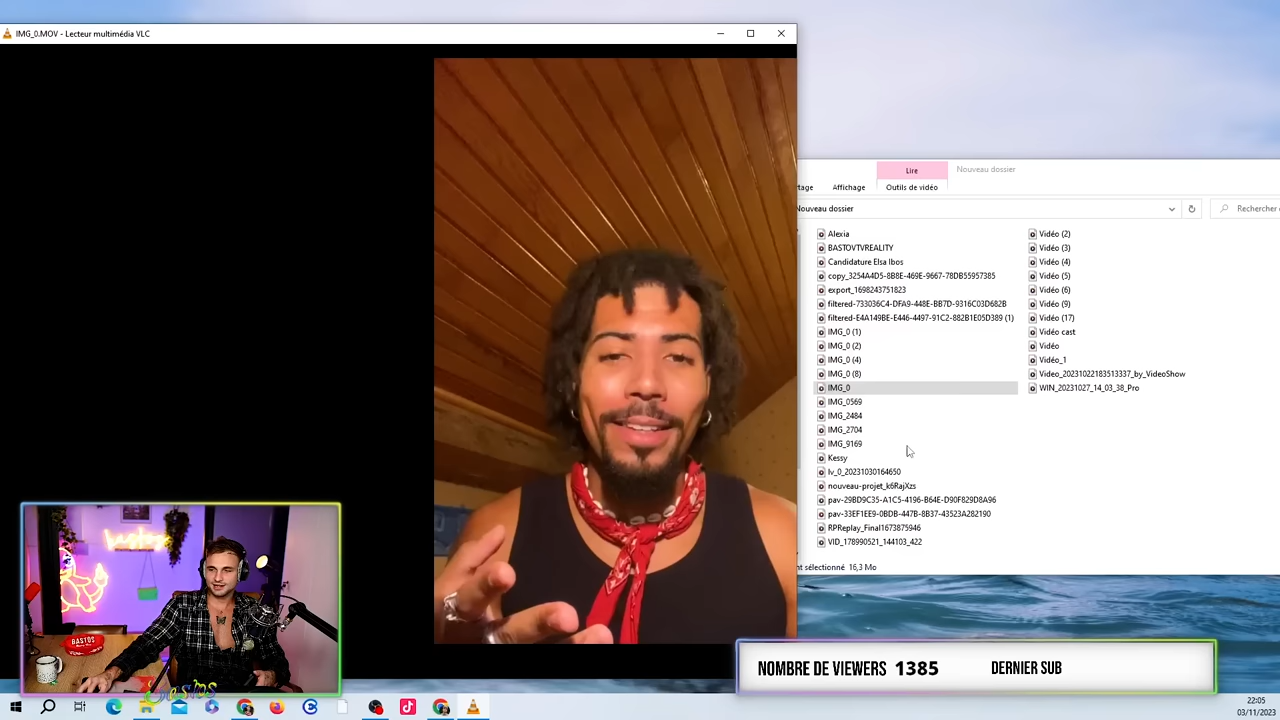 IMG_0.MOV - Lecteur multimédia VLC
Lire
Nouveau dossier
rtage
Affichage
Outils de vidéo
Nouveau dossier
Rechercher
Alexia
BASTOVTVREALITY
Candidature Elsa Ibos
copy_3254A4D5-8B8E-469E-9667-78DB55957385
export_1698243751823
filtered-733036C4-DFA9-448E-BB7D-9316C03D682B
filtered-E4A149BE-E446-4497-91C2-882B1E05D389 (1)
IMG_0 (1)
IMG_0 (2)
IMG_0 (4)
IMG_0 (8)
IMG_0
IMG_0569
IMG_2484
IMG_2704
IMG_9169
Kessy
lv_0_20231030164650
nouveau-projet_k6RajXzs
pav-29BD9C35-A1C5-4196-B64E-D90F829D8A96
pav-33EF1EE9-0BDB-447B-8B37-43523A282190
RPReplay_Final1673875946
VID_178990521_144103_422
Vidéo (2)
Vidéo (3)
Vidéo (4)
Vidéo (5)
Vidéo (6)
Vidéo (9)
Vidéo (17)
Vidéo cast
Vidéo
Vidéo_1
Video_20231022183513337_by_VideoShow
WIN_20231027_14_03_38_Pro
nt sélectionné 16,3 Mo
bastos
BASTOS
NOMBRE DE VIEWERS 1385
DERNIER SUB
22:05
03/11/2023